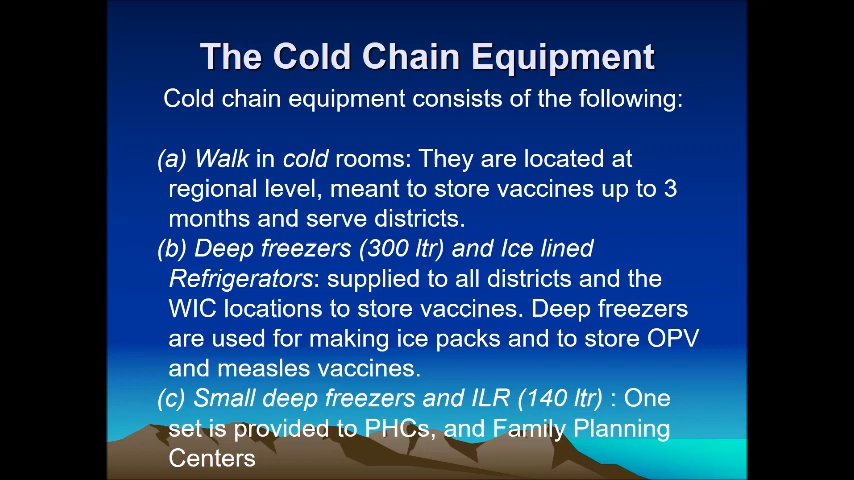 The Cold Chain Equipment
Cold chain equipment consists of the following:
(a) Walk in cold rooms: They are located at
regional level, meant to store vaccines up to 3
months and serve districts.
(b) Deep freezers (300 ltr) and Ice lined
Refrigerators: supplied to all districts and the
WIC locations to store vaccines. Deep freezers
are used for making ice packs and to store OPV
and measles vaccines.
(c) Small deep freezers and ILR (140 ltr) : One
set is provided to PHCs, and Family Planning
Centers